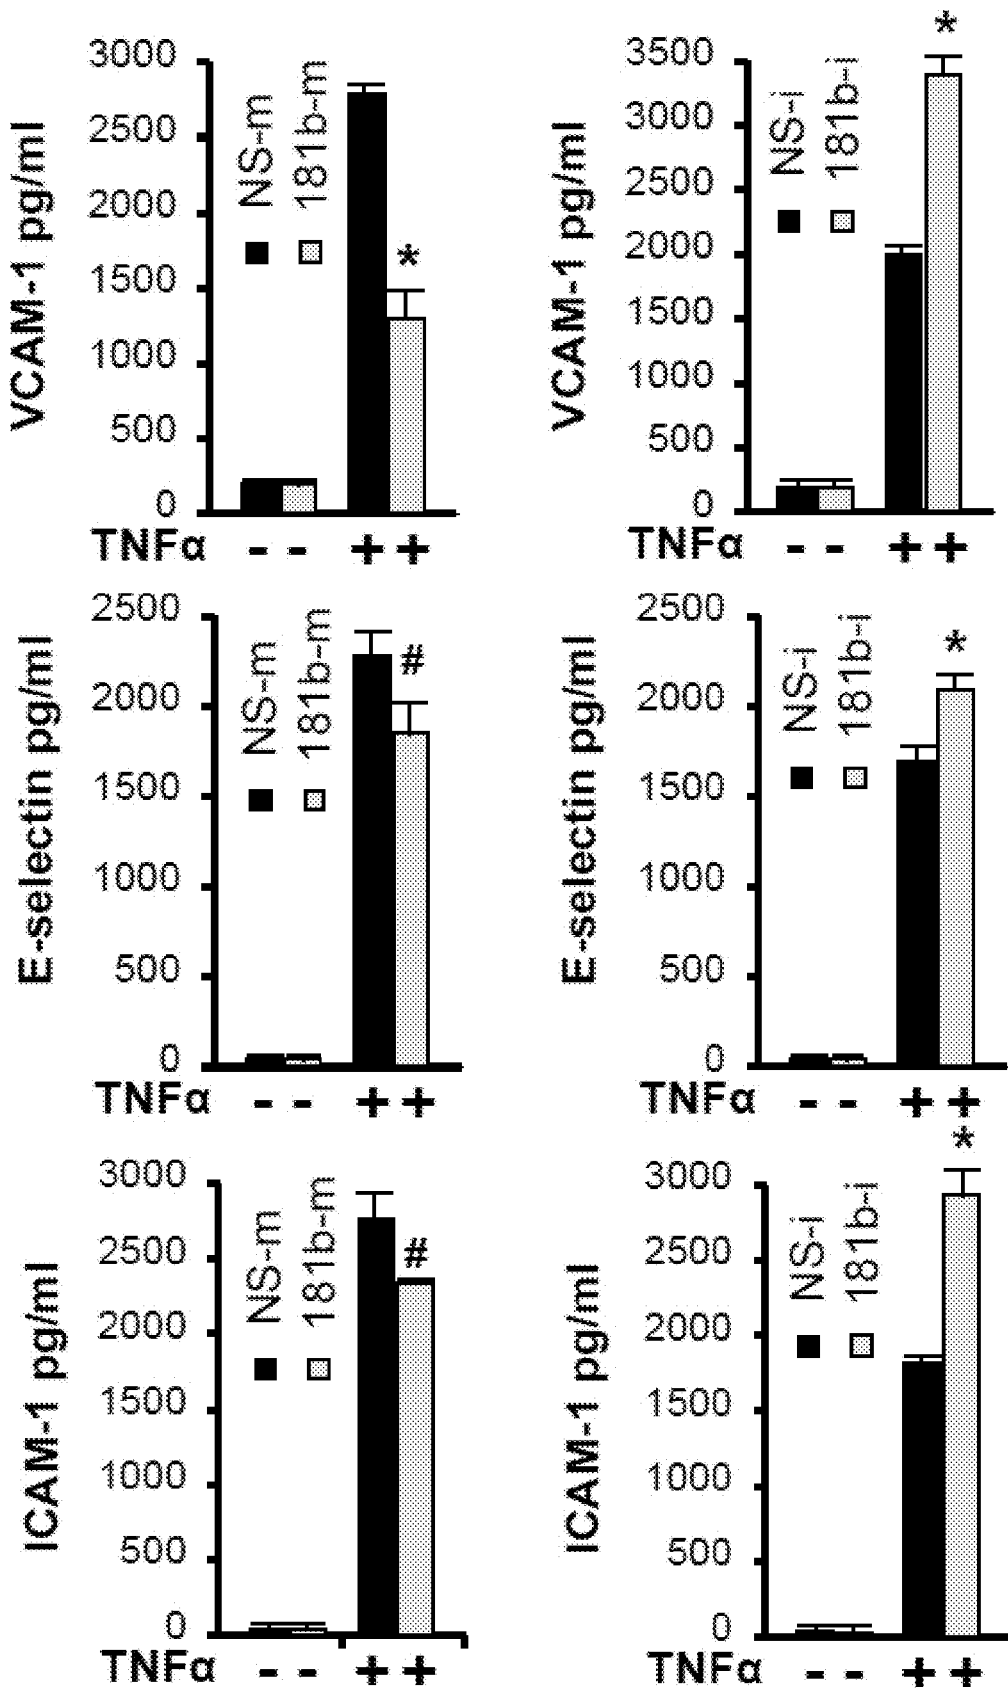 VCAM-1 pg/ml
3000
2500
2000
1500
1000
500
0
NS-m
181b-m
*
TNFα - - + +
VCAM-1 pg/ml
3500
3000
2500
2000
1500
1000
500
0
NS-i
181b-i
*
TNFα - - + +
E-selectin pg/ml
2500
2000
1500
1000
500
0
NS-m
181b-m
#
TNFα - - + +
E-selectin pg/ml
2500
2000
1500
1000
500
0
NS-i
181b-i
*
TNFα - - + +
ICAM-1 pg/ml
3000
2500
2000
1500
1000
500
0
NS-m
181b-m
#
TNFα - - + +
ICAM-1 pg/ml
3000
2500
2000
1500
1000
500
0
NS-i
181b-i
*
TNFα - - + +